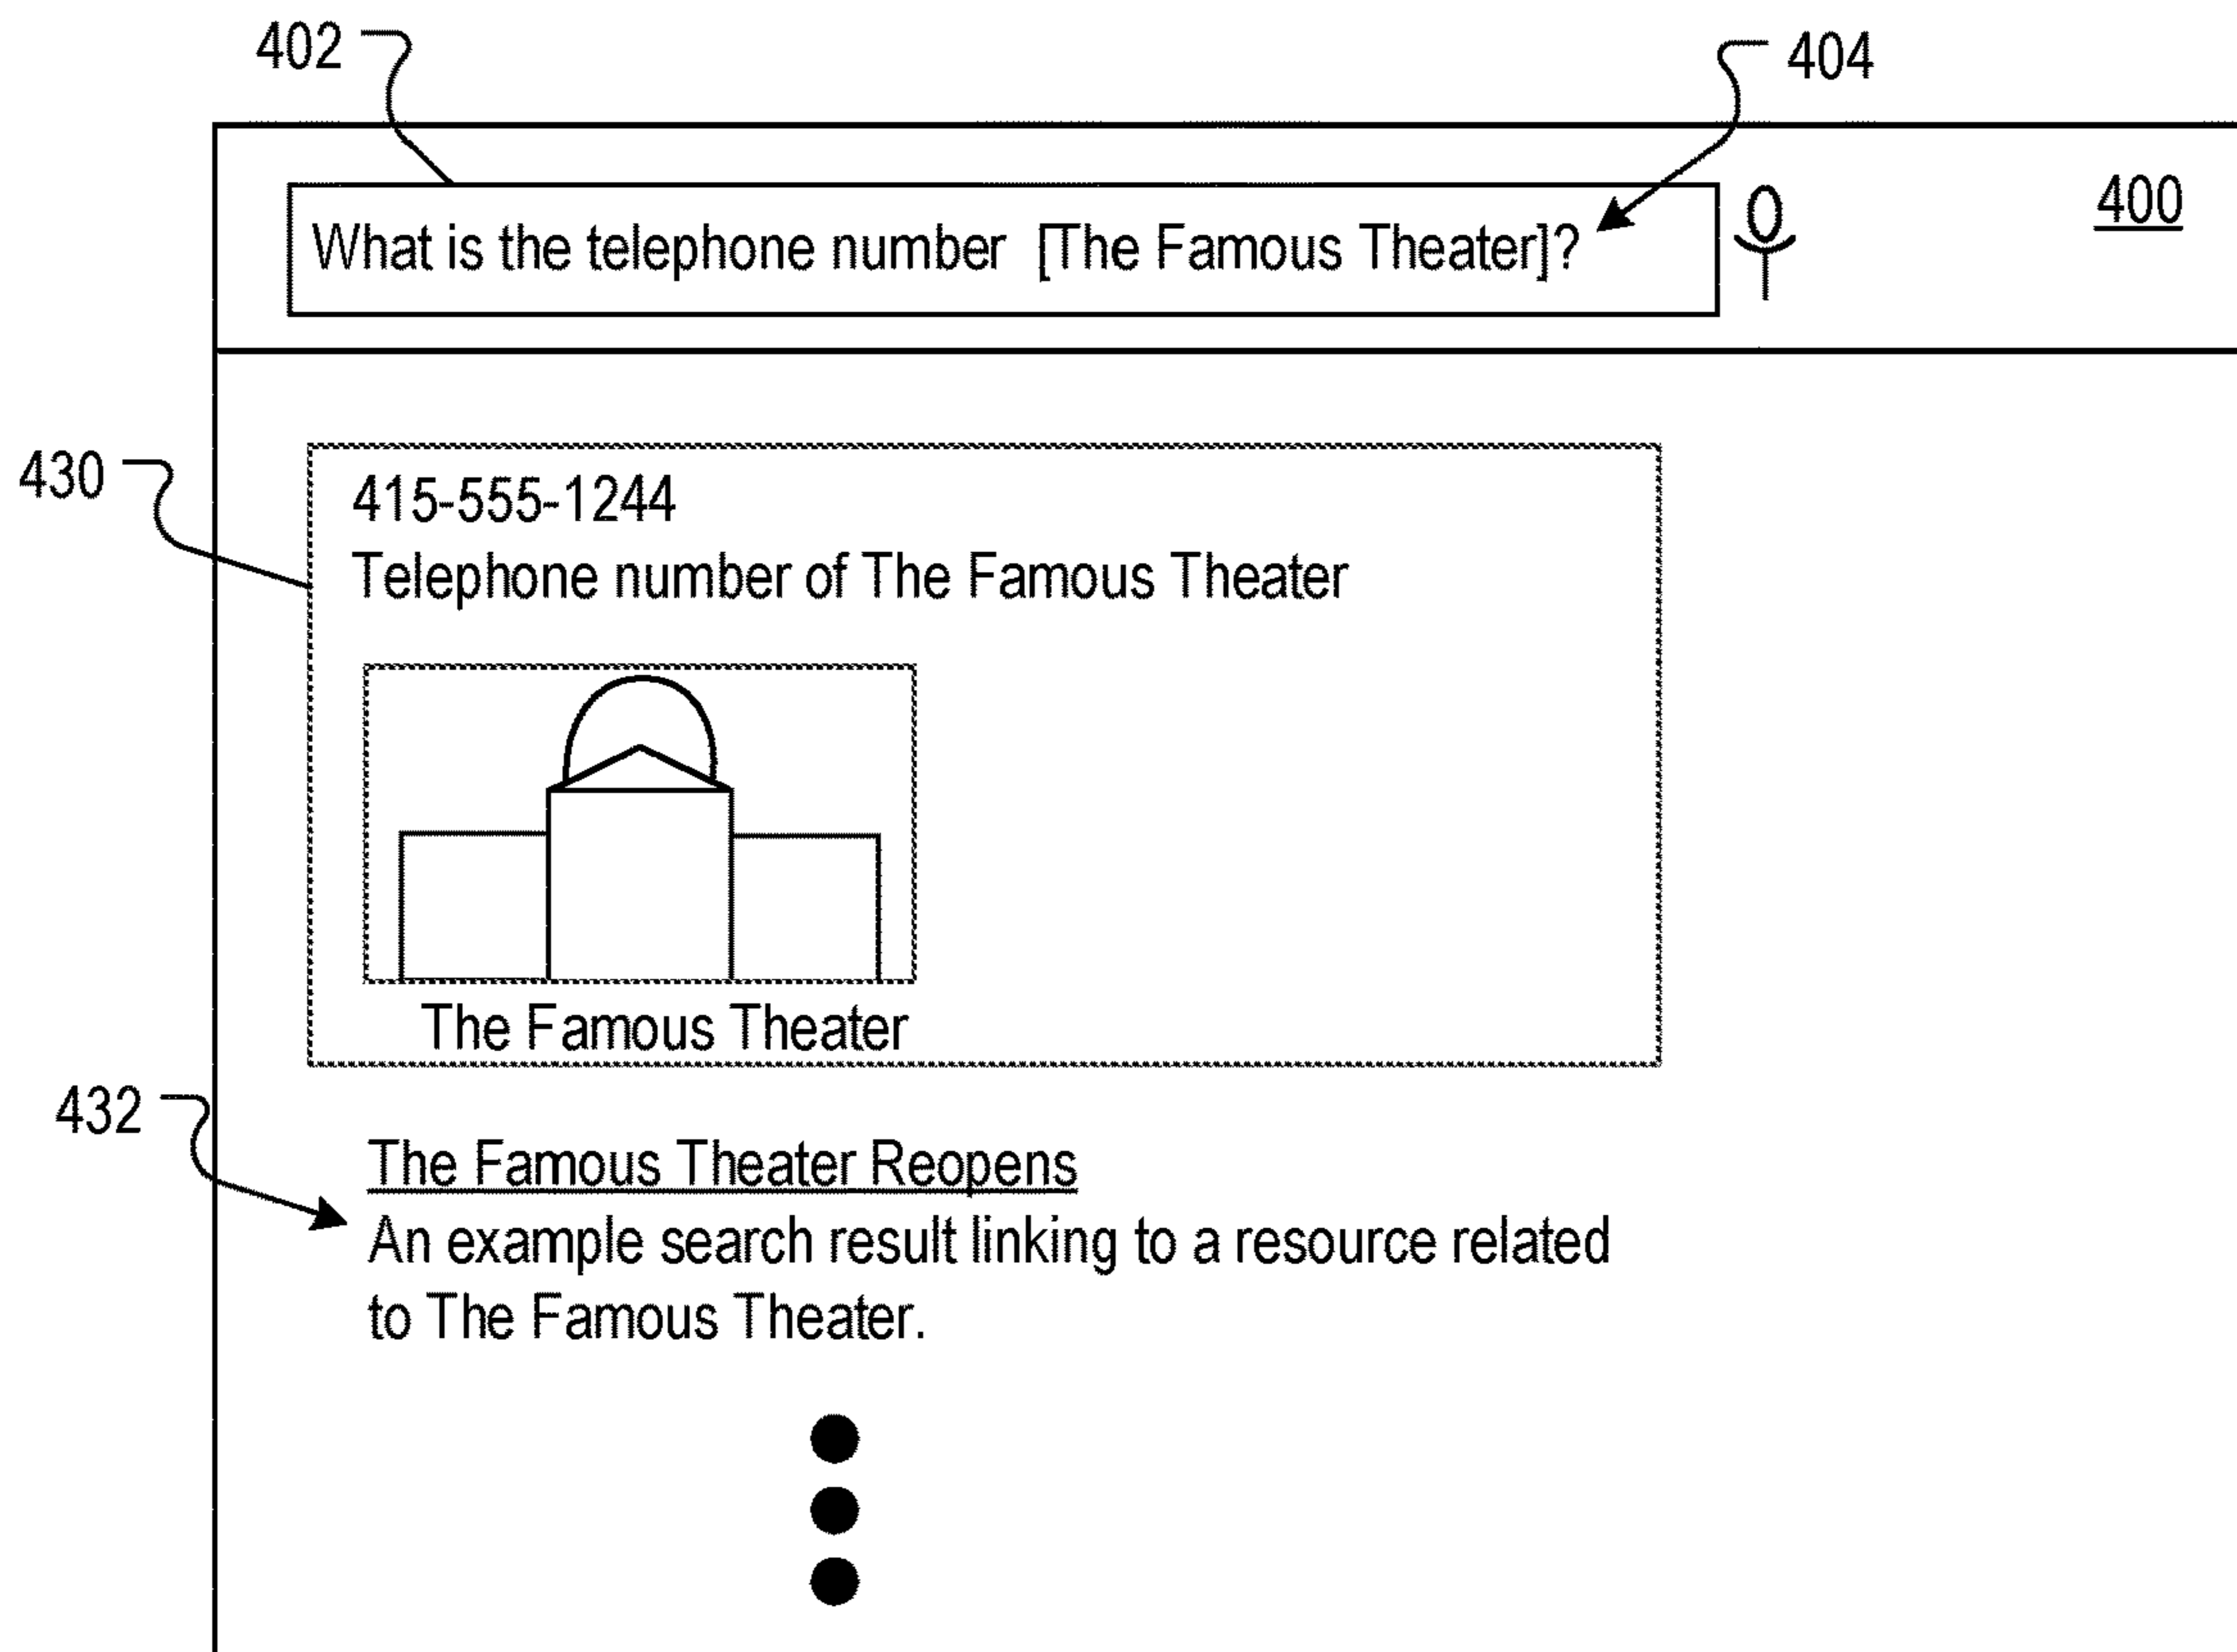 402
404
What is the telephone number [The Famous Theater]?
400
430
415-555-1244
Telephone number of The Famous Theater
The Famous Theater
432
The Famous Theater Reopens
An example search result linking to a resource related
to The Famous Theater.